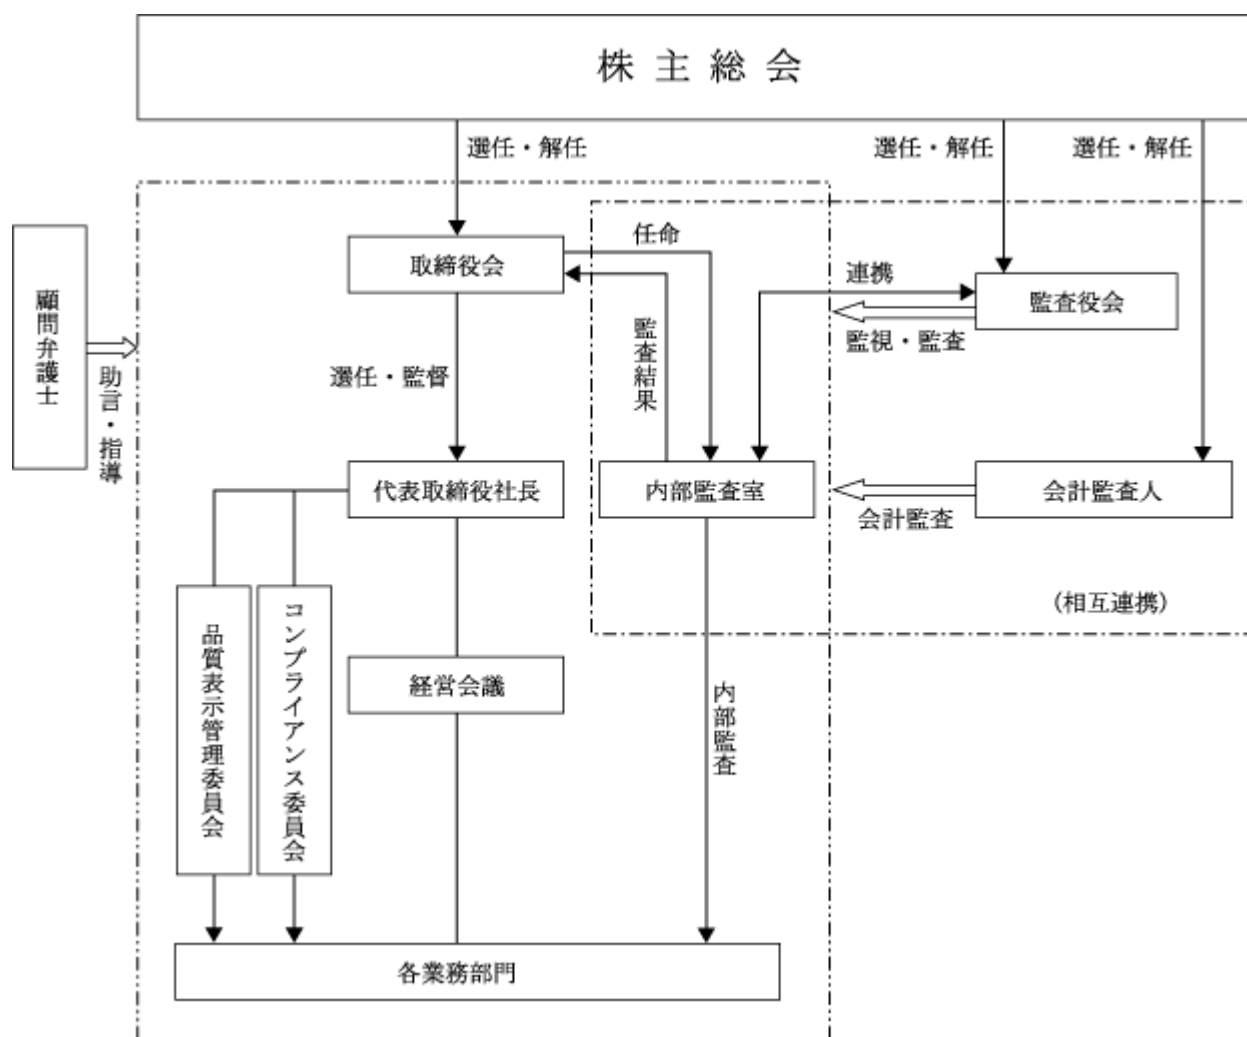 株主総会
選任・解任
選任・解任
選任・解任
顧問弁護士
助言・指導
取締役会
任命
監査結果
連携
監視・監査
監査役会
選任・監督
代表取締役社長
内部監査室
会計監査
会計監査人
(相互連携)
品質表示管理委員会
コンプライアンス委員会
経営会議
内部監査
各業務部門